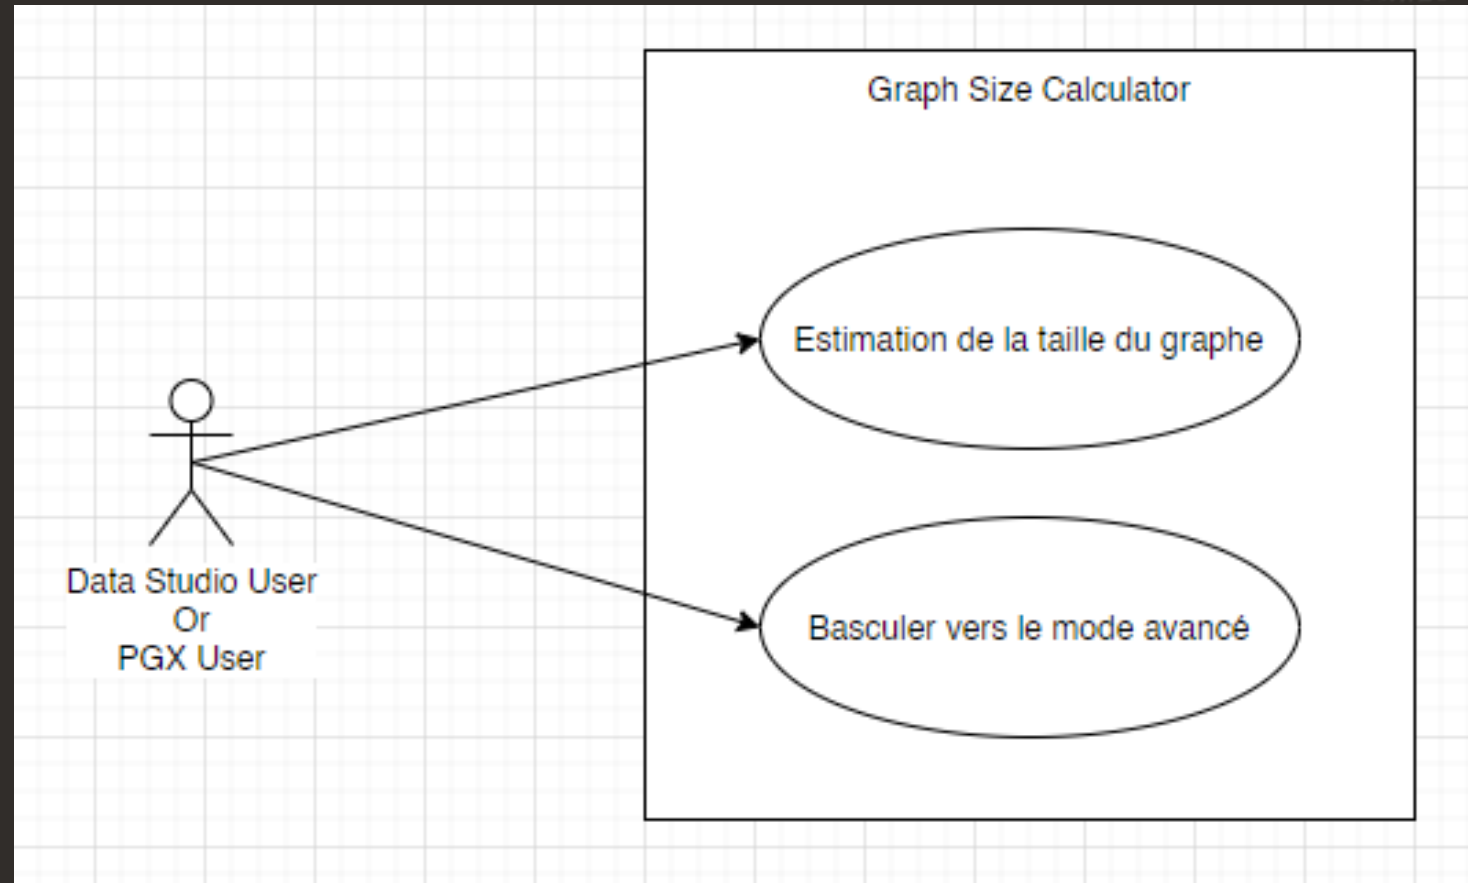 Graph Size Calculator
Estimation de la taille du graphe
Data Studio User
Or
PGX User
Basculer vers le mode avancé